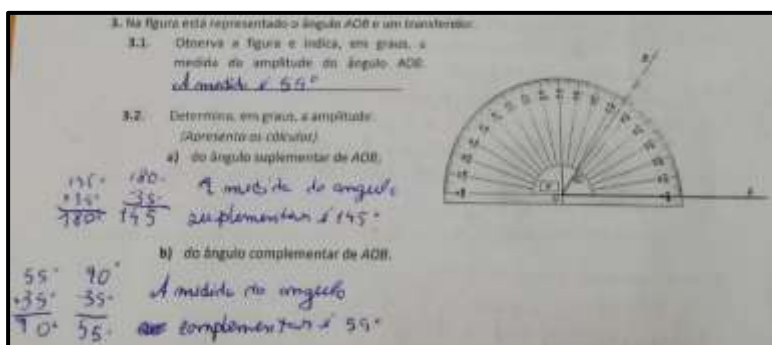 3. Na figura está representado o ângulo AOB e um transferidor.
3.1. Observa a figura e indica, em graus, a
medida da amplitude do ângulo AOB.
A medida é 55°
3.2. Determina, em graus, a amplitude:
(Apresenta os cálculos)
a) do ângulo suplementar de AOB.
145° 180°
+35° -35°
180° 145
A medida do angulo
suplementar é 145°
b) do ângulo complementar de AOB.
55° 90°
+35° 35°
90° 55°
A medida do angulo
complementar é 55°